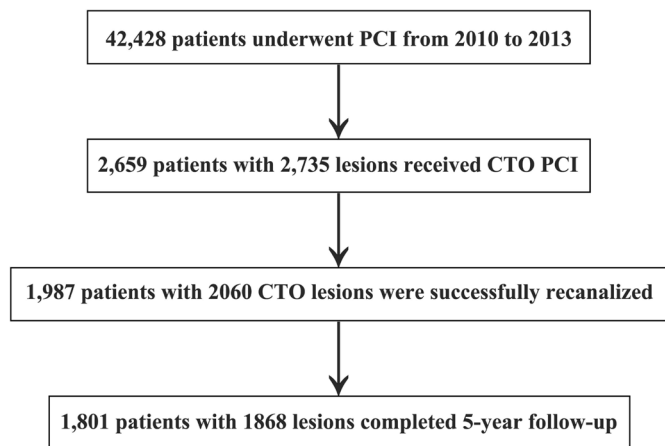 42,428 patients underwent PCI from 2010 to 2013
2,659 patients with 2,735 lesions received CTO PCI
1,987 patients with 2060 CTO lesions were successfully recanalized
1,801 patients with 1868 lesions completed 5-year follow-up